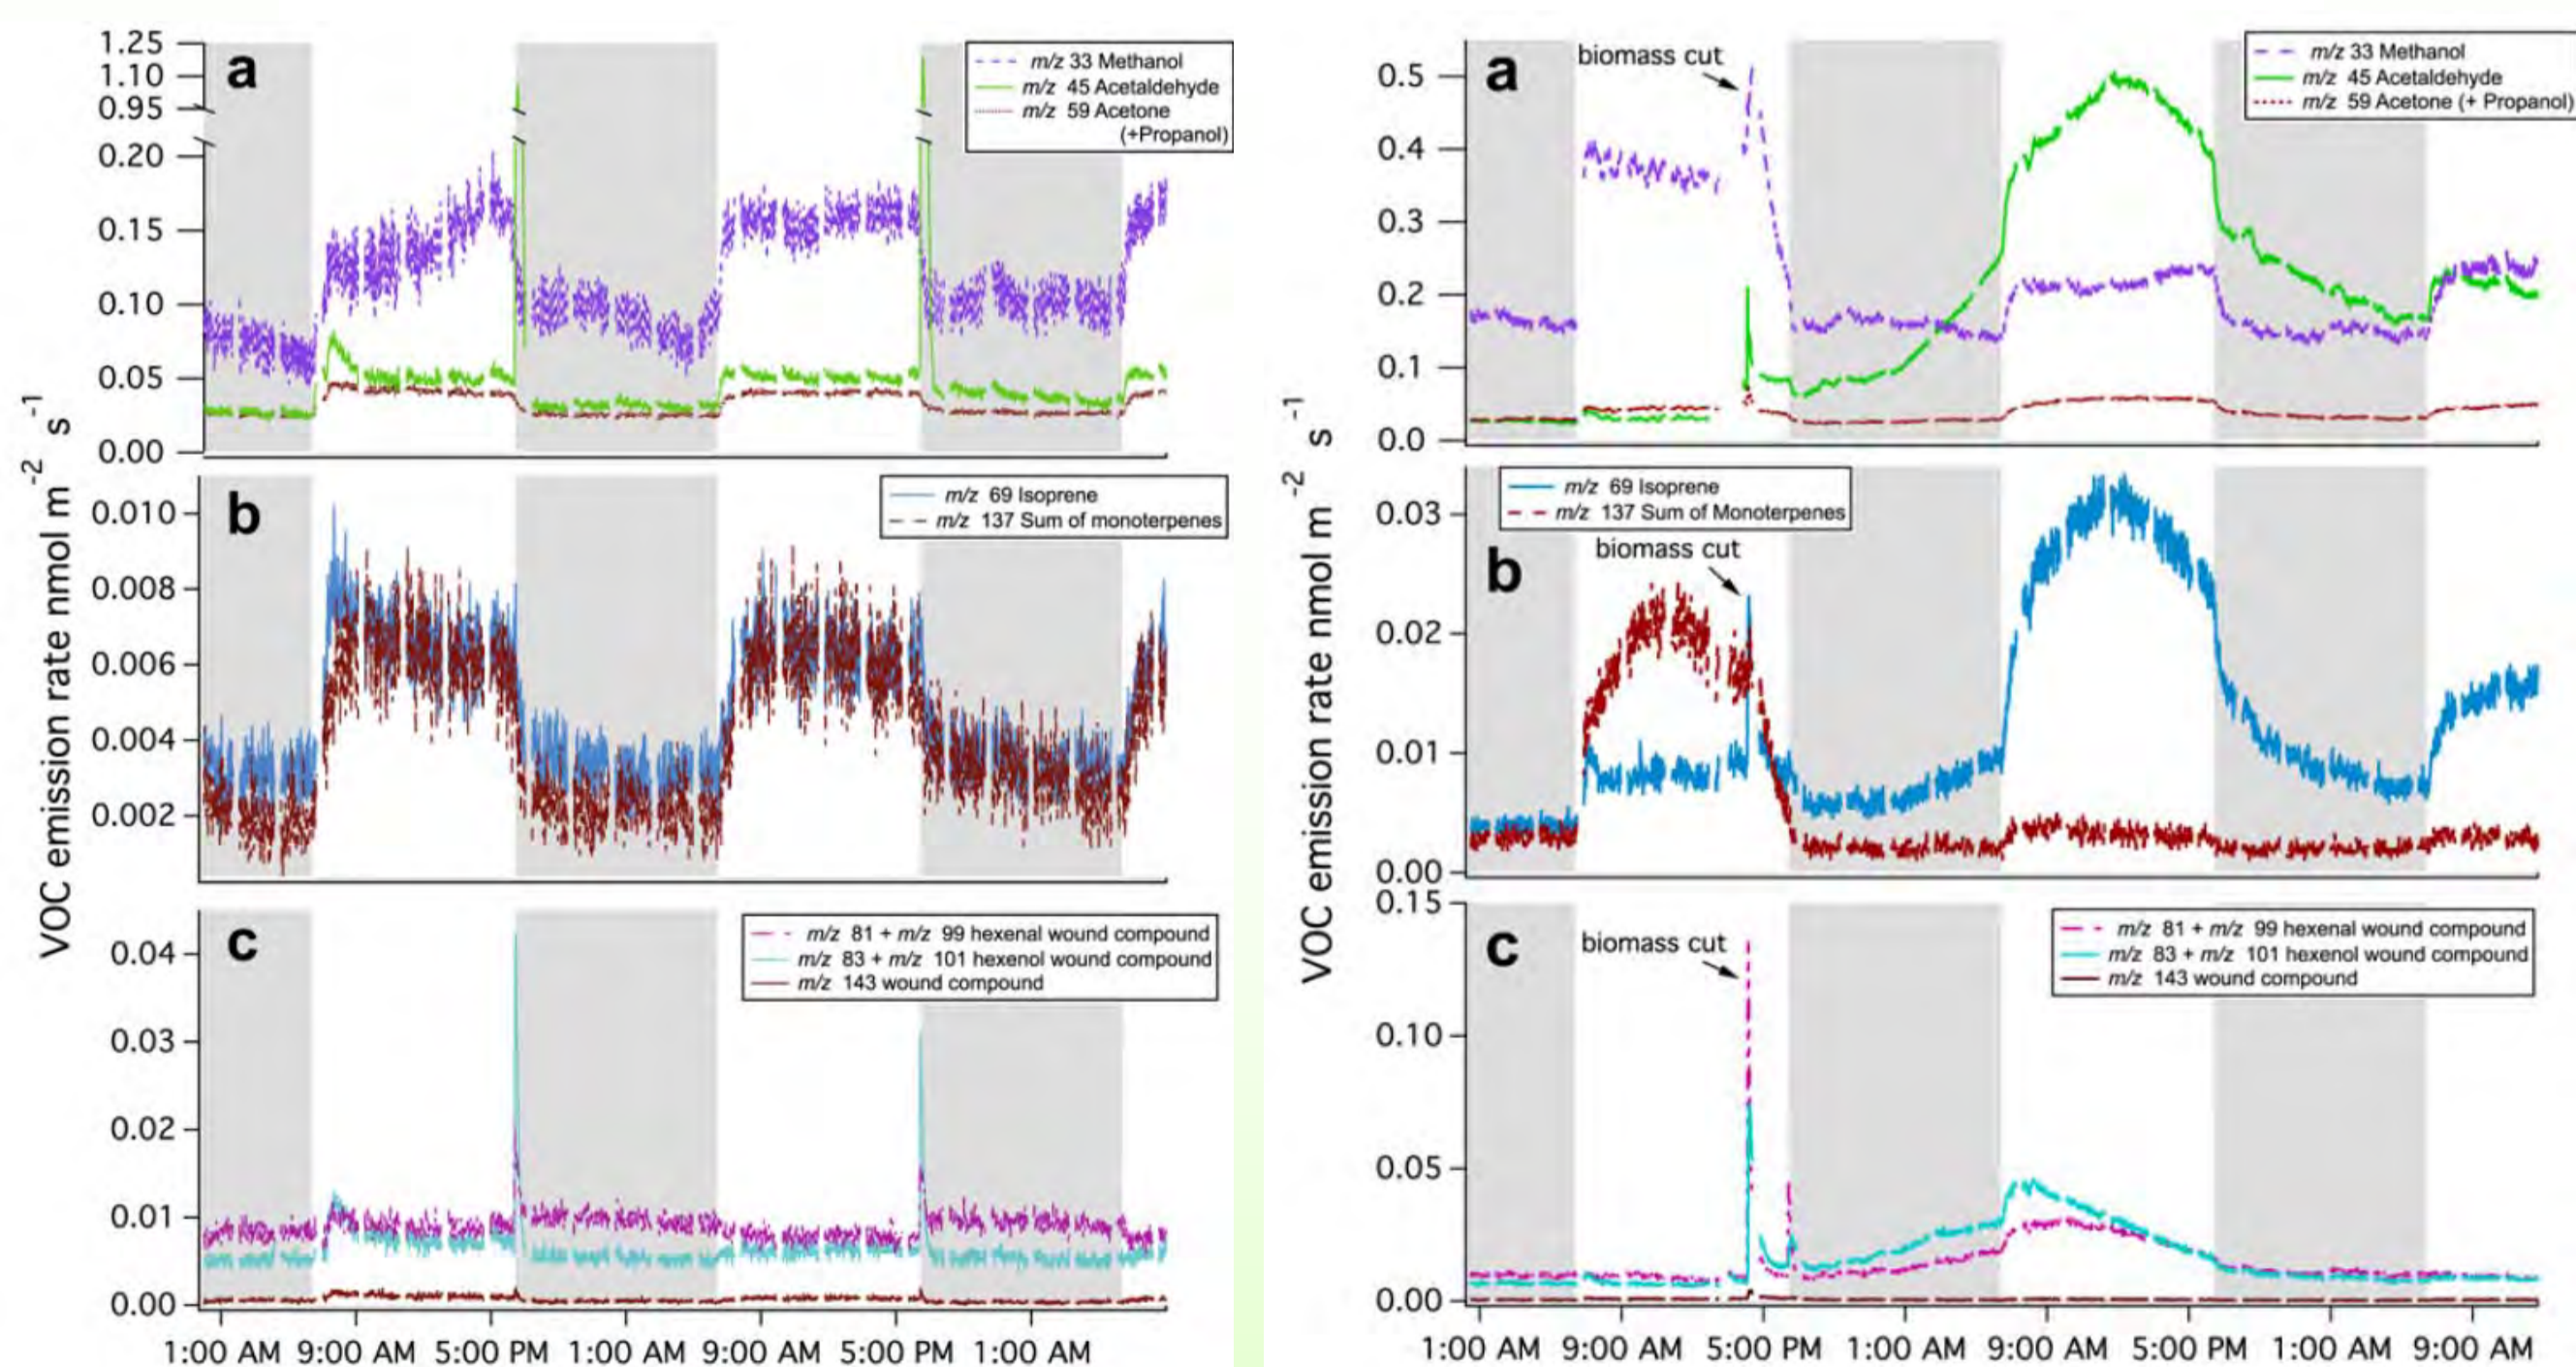 1.25
1.10
0.95
0.20
0.15
0.10
0.05
0.00
a
m/z 33 Methanol
m/z 45 Acetaldehyde
m/z 59 Acetone
(+Propanol)
VOC emission rate nmol m-2 s-1
0.010
0.008
0.006
0.004
0.002
b
m/z 69 Isoprene
m/z 137 Sum of monoterpenes
0.04
0.03
0.02
0.01
0.00
c
m/z 81 + m/z 99 hexenal wound compound
m/z 83 + m/z 101 hexenol wound compound
m/z 143 wound compound
1:00 AM 9:00 AM 5:00 PM 1:00 AM 9:00 AM 5:00 PM 1:00 AM
0.5
0.4
0.3
0.2
0.1
0.0
a
biomass cut
m/z 33 Methanol
m/z 45 Acetaldehyde
m/z 59 Acetone (+ Propanol)
VOC emission rate nmol m-2 s-1
0.03
0.02
0.01
0.00
m/z 69 Isoprene
m/z 137 Sum of Monoterpenes
biomass cut
b
0.15
0.10
0.05
0.00
c
biomass cut
m/z 81 + m/z 99 hexenal wound compound
m/z 83 + m/z 101 hexenol wound compound
m/z 143 wound compound
1:00 AM 9:00 AM 5:00 PM 1:00 AM 9:00 AM 5:00 PM 1:00 AM 9:00 AM